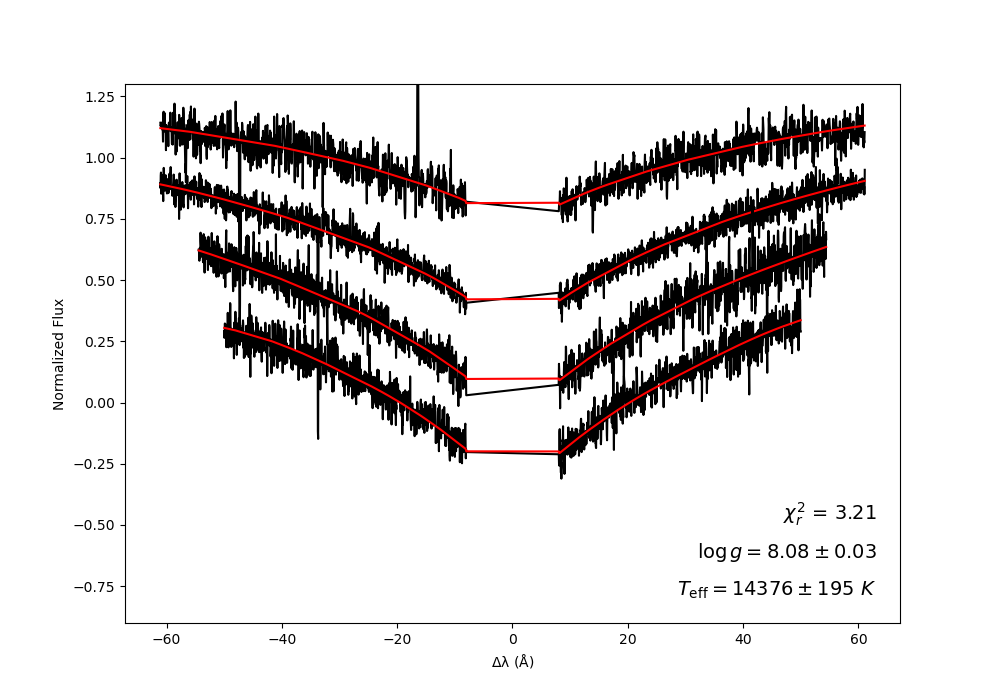 1.25
1.00
0.75
0.50
0.25
0.00
−0.25
−0.50
−0.75
Normalized Flux
χ²ᵣ = 3.21
log g = 8.08 ± 0.03
T_eff = 14376 ± 195 K
−60 −40 −20 0 20 40 60
Δλ (Å)